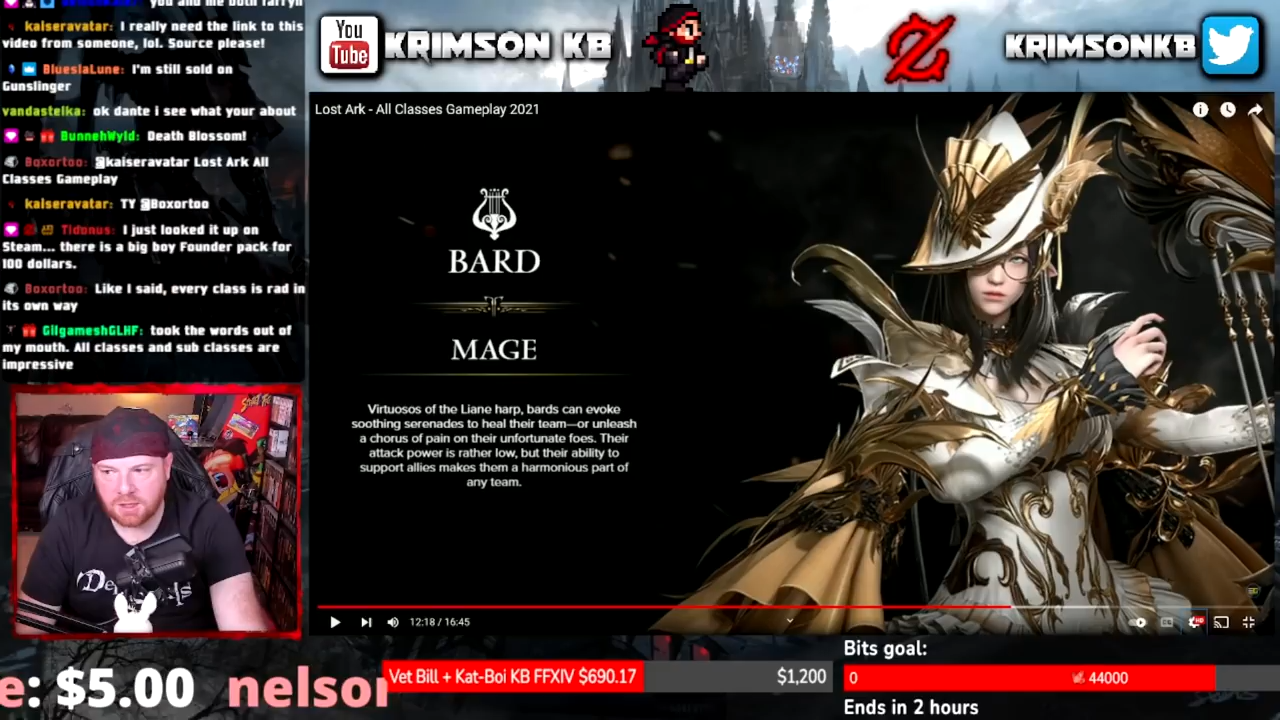 kaiseravatar: I really need the link to this
video from someone, lol. Source please!
BluesiaLune: I'm still sold on
Gunslinger
vandastelka: ok dante i see what your about
BunnehWyld: Death Blossom!
Boxortoo: @kaiseravatar Lost Ark All
Classes Gameplay
kaiseravatar: TY @Boxortoo
Tidonus: I just looked it up on
Steam... there is a big boy Founder pack for
100 dollars.
Boxortoo: Like I said, every class is rad in
its own way
GilgameshGLHF: took the words out of
my mouth. All classes and sub classes are
impressive
You
Tube
KRIMSON KB
KRIMSONKB
Lost Ark - All Classes Gameplay 2021
BARD
MAGE
Virtuosos of the Liane harp, bards can evoke
soothing serenades to heal their team—or unleash
a chorus of pain on their unfortunate foes. Their
attack power is rather low, but their ability to
support allies makes them a harmonious part of
any team.
12:18 / 16:45
e: $5.00 nelson
Vet Bill + Kat-Boi KB FFXIV $690.17
$1,200
Bits goal:
0
44000
Ends in 2 hours